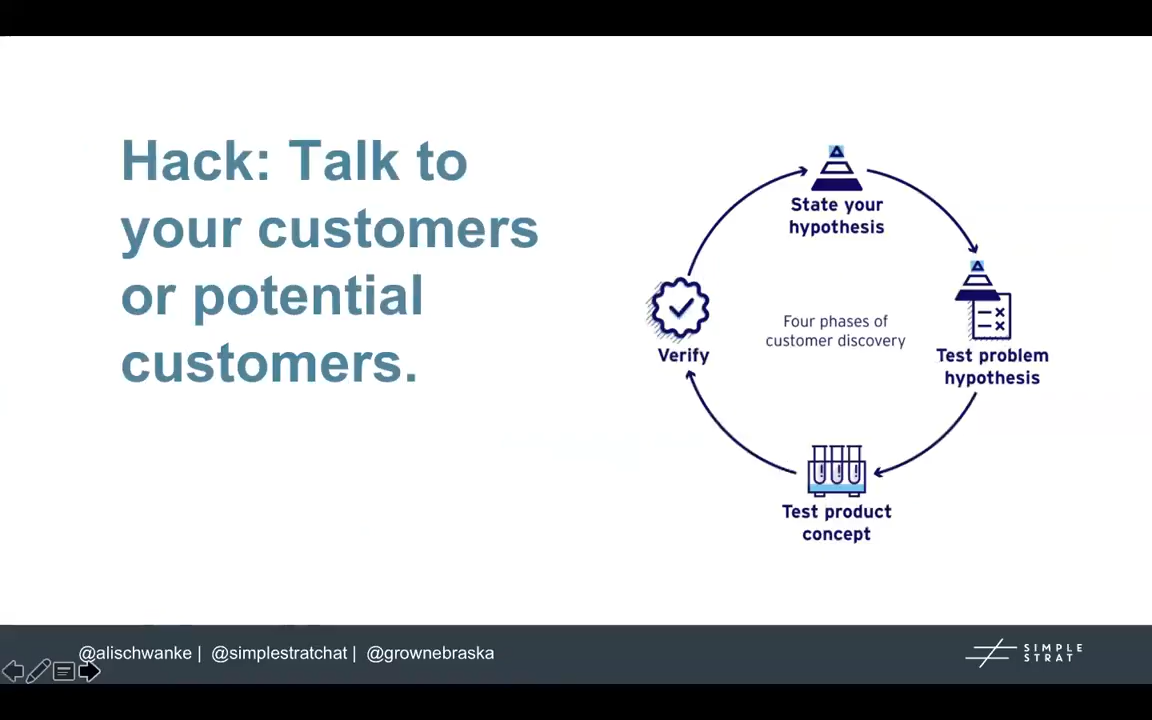 Hack: Talk to
your customers
or potential
customers.
State your
hypothesis
Four phases of
customer discovery
Verify
Test problem
hypothesis
Test product
concept
@alischwanke | @simplestratchat | @grownebraska
SIMPLE
STRAT